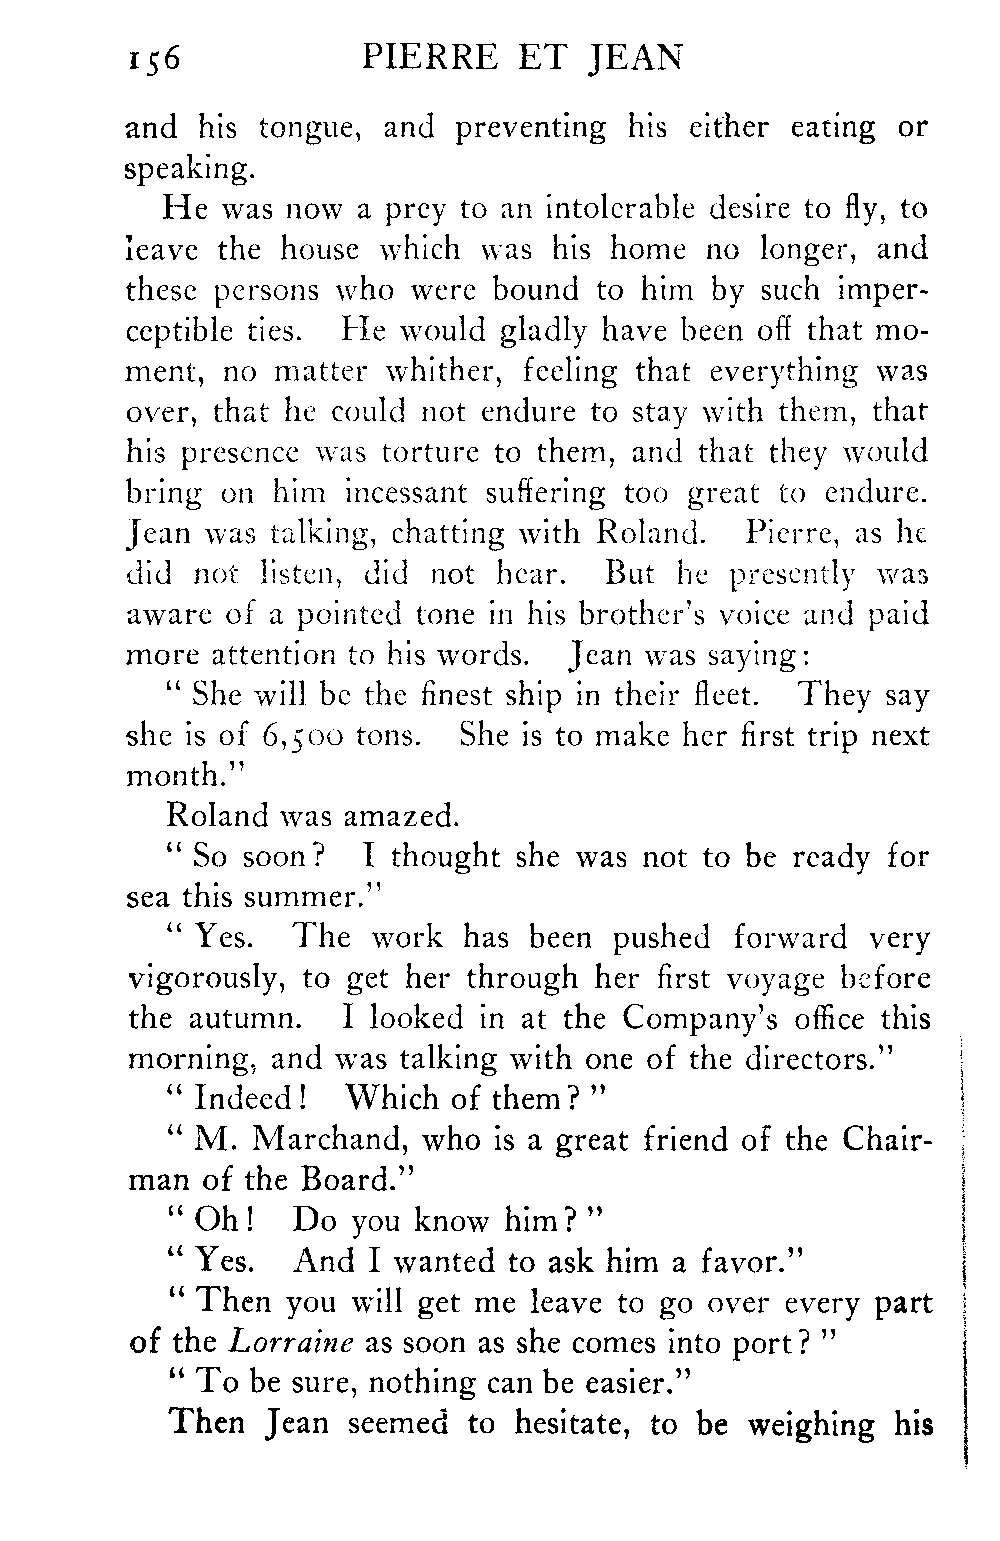 156 PIERRE ET JEAN
and his tongue, and preventing his either eating or
speaking.
He was now a prey to an intolerable desire to fly, to
leave the house which was his home no longer, and
these persons who were bound to him by such imper-
ceptible ties. He would gladly have been off that mo-
ment, no matter whither, feeling that everything was
over, that he could not endure to stay with them, that
his presence was torture to them, and that they would
bring on him incessant suffering too great to endure.
Jean was talking, chatting with Roland. Pierre, as he
did not listen, did not hear. But he presently was
aware of a pointed tone in his brother's voice and paid
more attention to his words. Jean was saying:
“ She will be the finest ship in their fleet. They say
she is of 6,500 tons. She is to make her first trip next
month.”
Roland was amazed.
“ So soon? I thought she was not to be ready for
sea this summer.”
“ Yes. The work has been pushed forward very
vigorously, to get her through her first voyage before
the autumn. I looked in at the Company's office this
morning, and was talking with one of the directors.”
“ Indeed! Which of them? ”
“ M. Marchand, who is a great friend of the Chair-
man of the Board.”
“ Oh! Do you know him? ”
“ Yes. And I wanted to ask him a favor.”
“ Then you will get me leave to go over every part
of the Lorraine as soon as she comes into port? ”
“ To be sure, nothing can be easier.”
Then Jean seemed to hesitate, to be weighing his